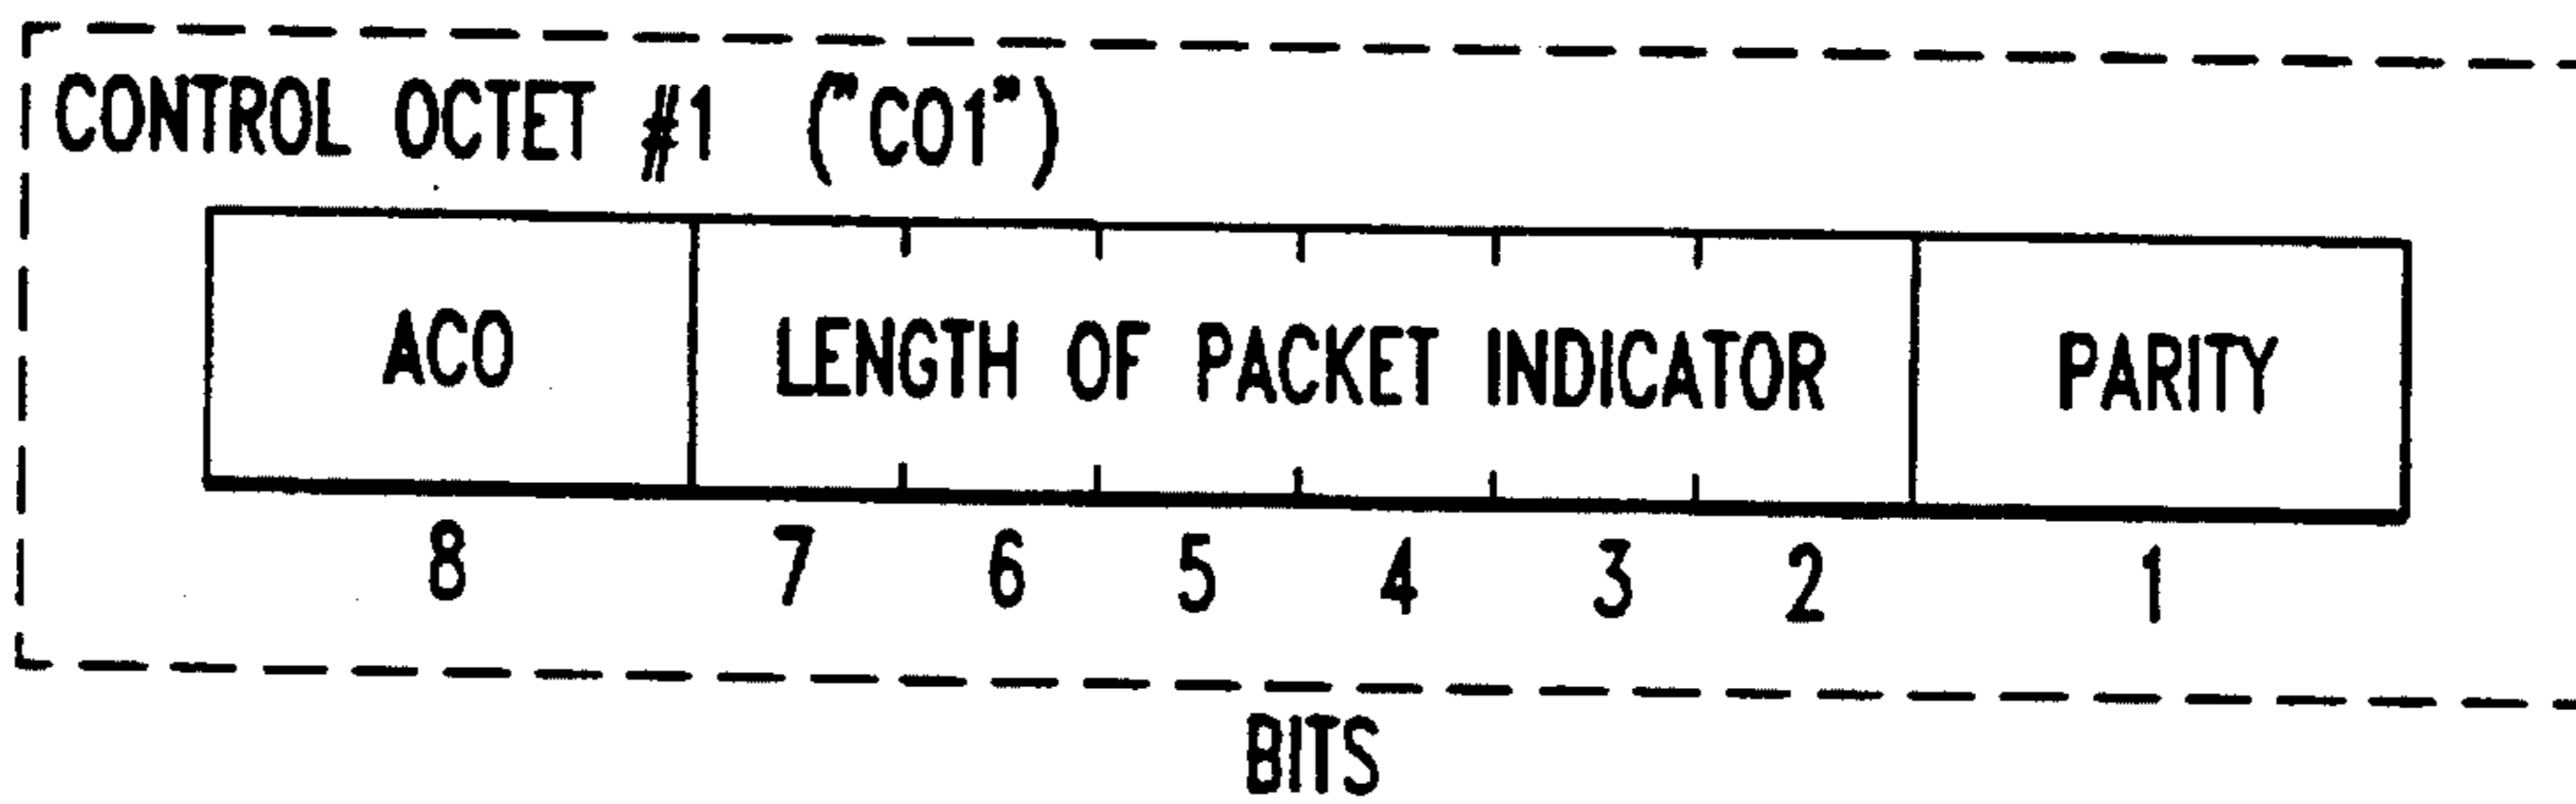 CONTROL OCTET #1 ("CO1")
ACO LENGTH OF PACKET INDICATOR PARITY
8 7 6 5 4 3 2 1
BITS